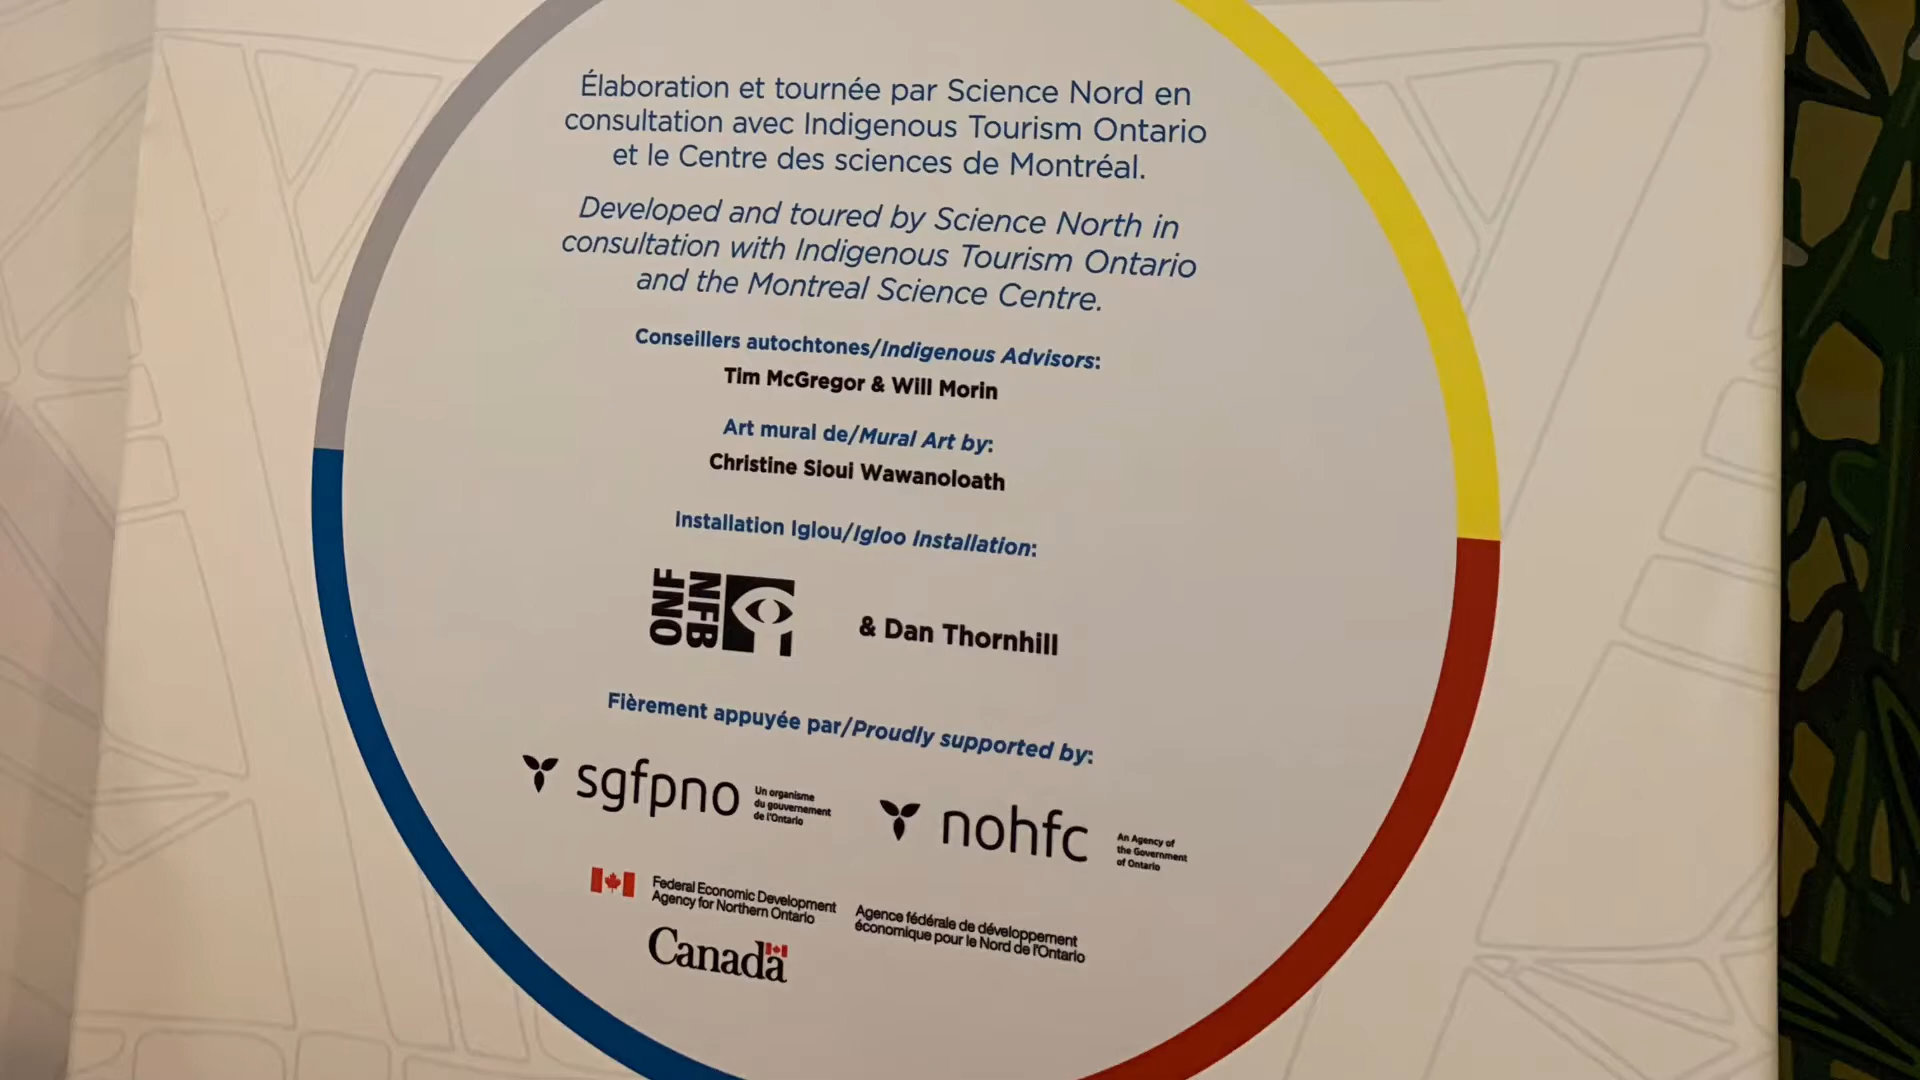 Élaboration et tournée par Science Nord en
consultation avec Indigenous Tourism Ontario
et le Centre des sciences de Montréal.
Developed and toured by Science North in
consultation with Indigenous Tourism Ontario
and the Montreal Science Centre.
Conseillers autochtones/Indigenous Advisors:
Tim McGregor & Will Morin
Art mural de/Mural Art by:
Christine Sioui Wawanoloath
Installation Iglou/Igloo Installation:
ONF
NFB
& Dan Thornhill
Fièrement appuyée par/Proudly supported by:
sgfpno
Un organisme
du gouvernement
de l'Ontario
nohfc
An Agency of
the Government
of Ontario
Federal Economic Development
Agency for Northern Ontario
Agence fédérale de développement
économique pour le Nord de l'Ontario
Canada